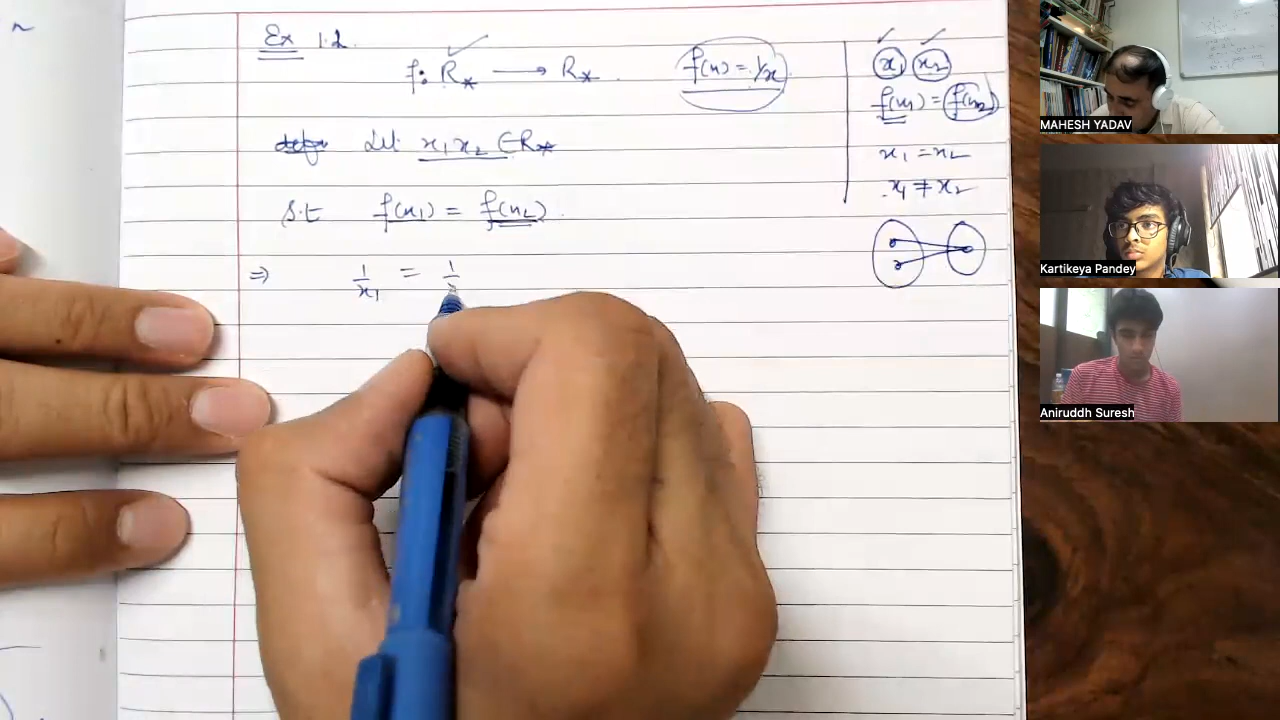 Ex 1.2.
f: R* → R*. f(x) = 1/x
Let x1 x2 ∈ R*
S.t f(x1) = f(x2).
⇒ 1/x1 = 1/
x1 x2
f(x1) = f(x2)
x1 = x2
x1 ≠ x2
MAHESH YADAV
Kartikeya Pandey
Aniruddh Suresh